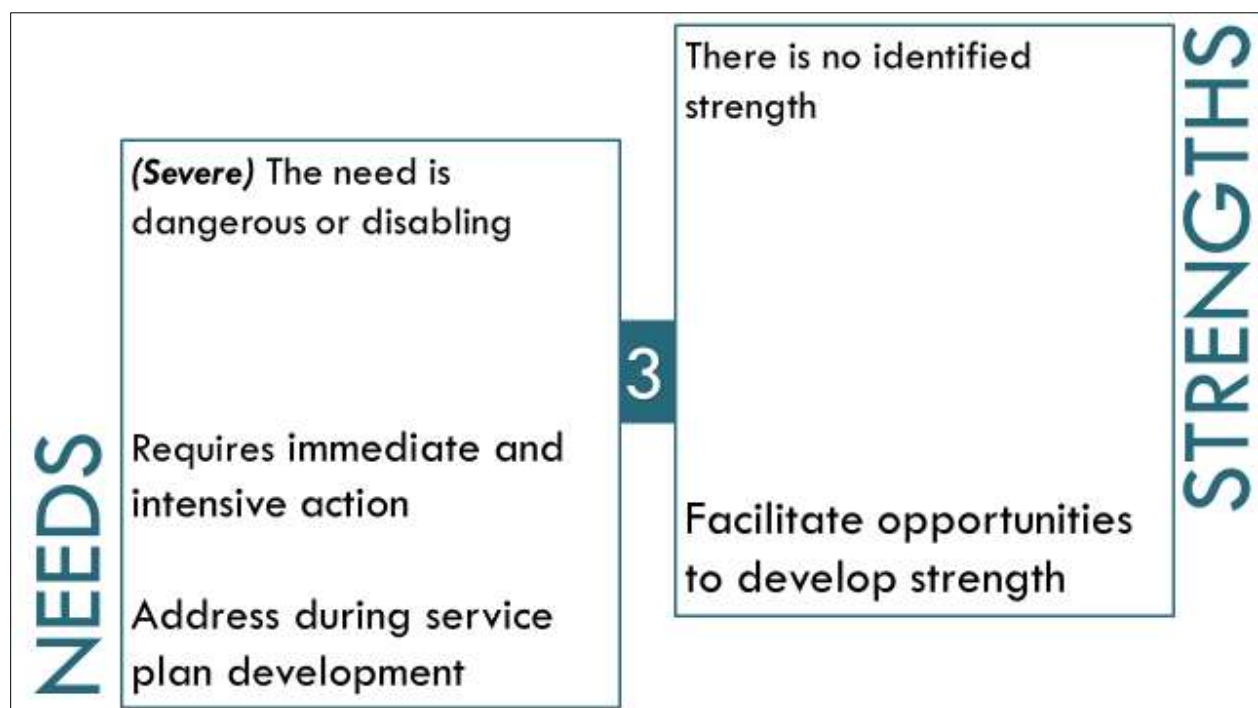 NEEDS
(Severe) The need is
dangerous or disabling
Requires immediate and
intensive action
Address during service
plan development
3
There is no identified
strength
Facilitate opportunities
to develop strength
STRENGTHS